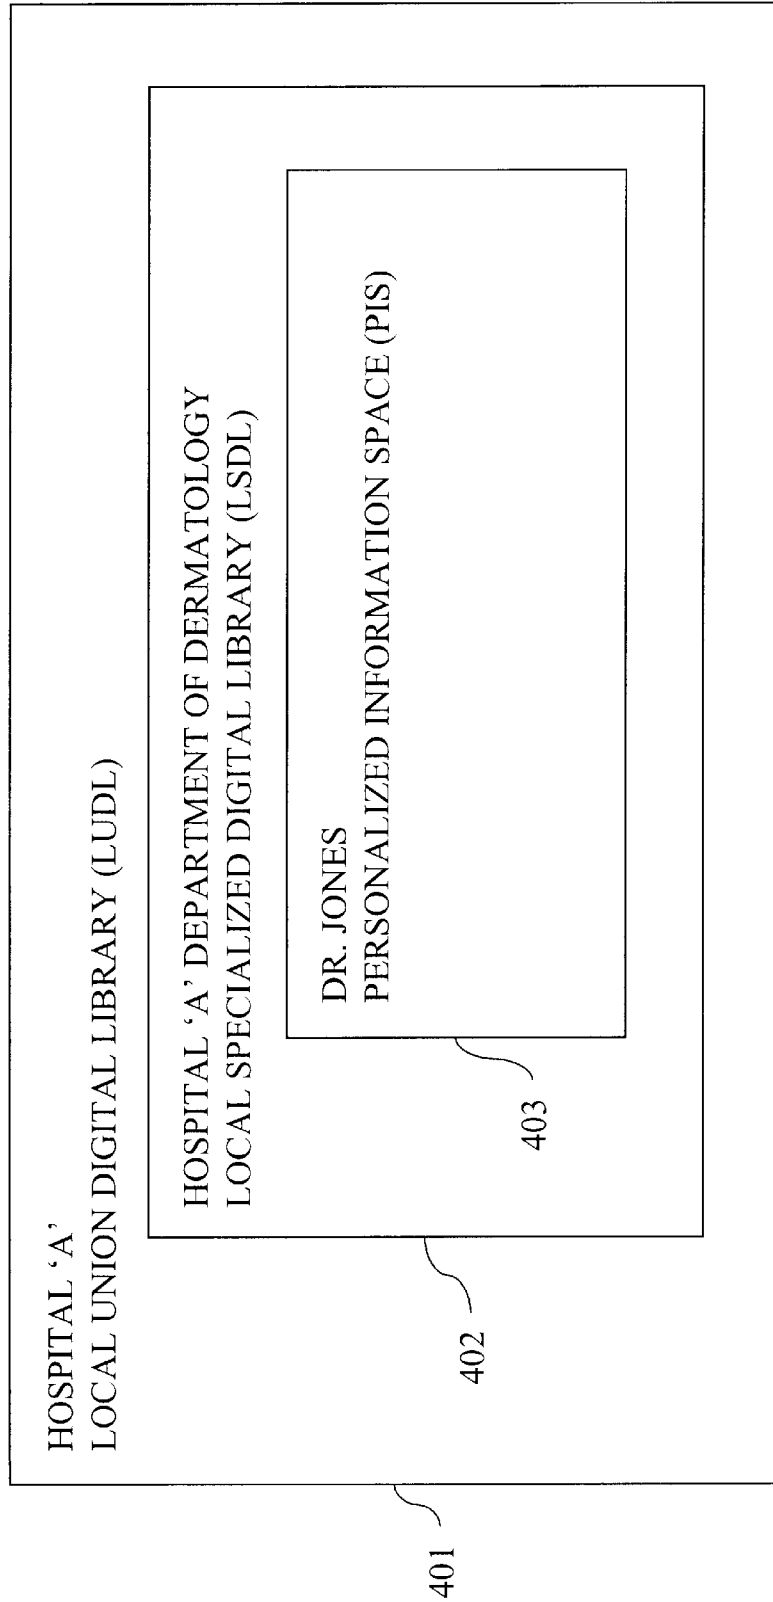 HOSPITAL ‘A’
LOCAL UNION DIGITAL LIBRARY (LUDL)
HOSPITAL ‘A’ DEPARTMENT OF DERMATOLOGY
LOCAL SPECIALIZED DIGITAL LIBRARY (LSDL)
DR. JONES
PERSONALIZED INFORMATION SPACE (PIS)
403
402
401